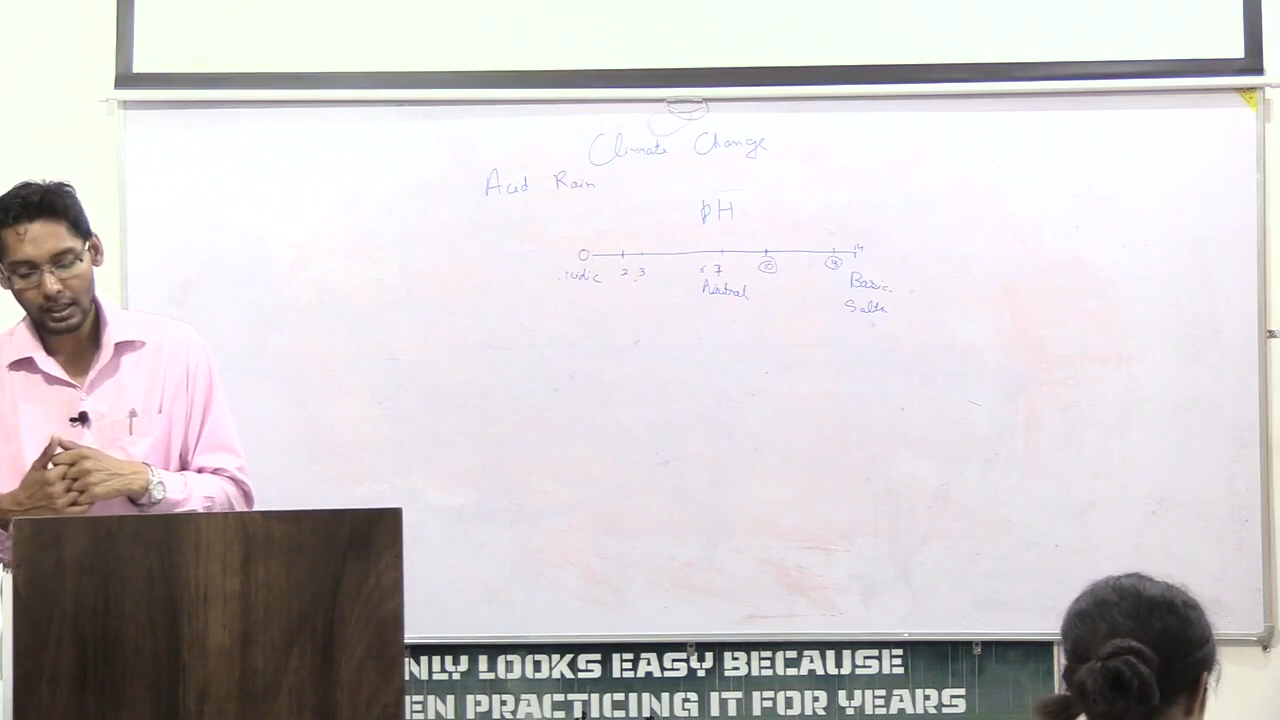 Climate Change
Acid Rain
pH
0 2 3 7 10 13 14
Neutral
Basic
Salts
NLY LOOKS EASY BECAUSE
EN PRACTICING IT FOR YEARS